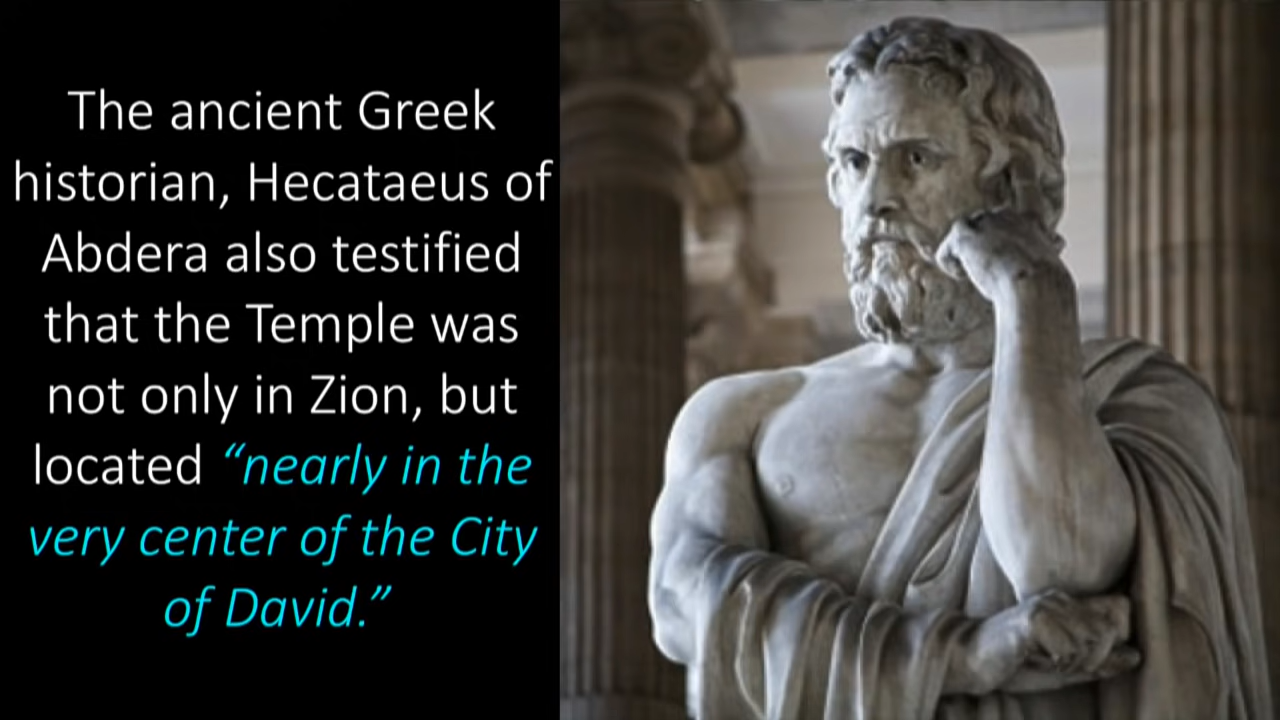 The ancient Greek
historian, Hecataeus of
Abdera also testified
that the Temple was
not only in Zion, but
located “nearly in the
very center of the City
of David.”